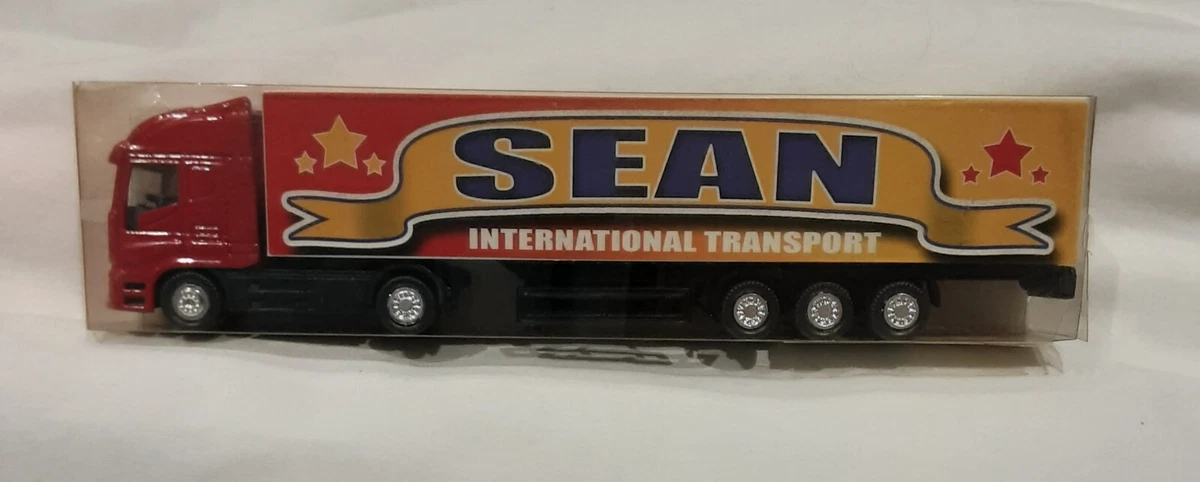 SEAN
INTERNATIONAL TRANSPORT